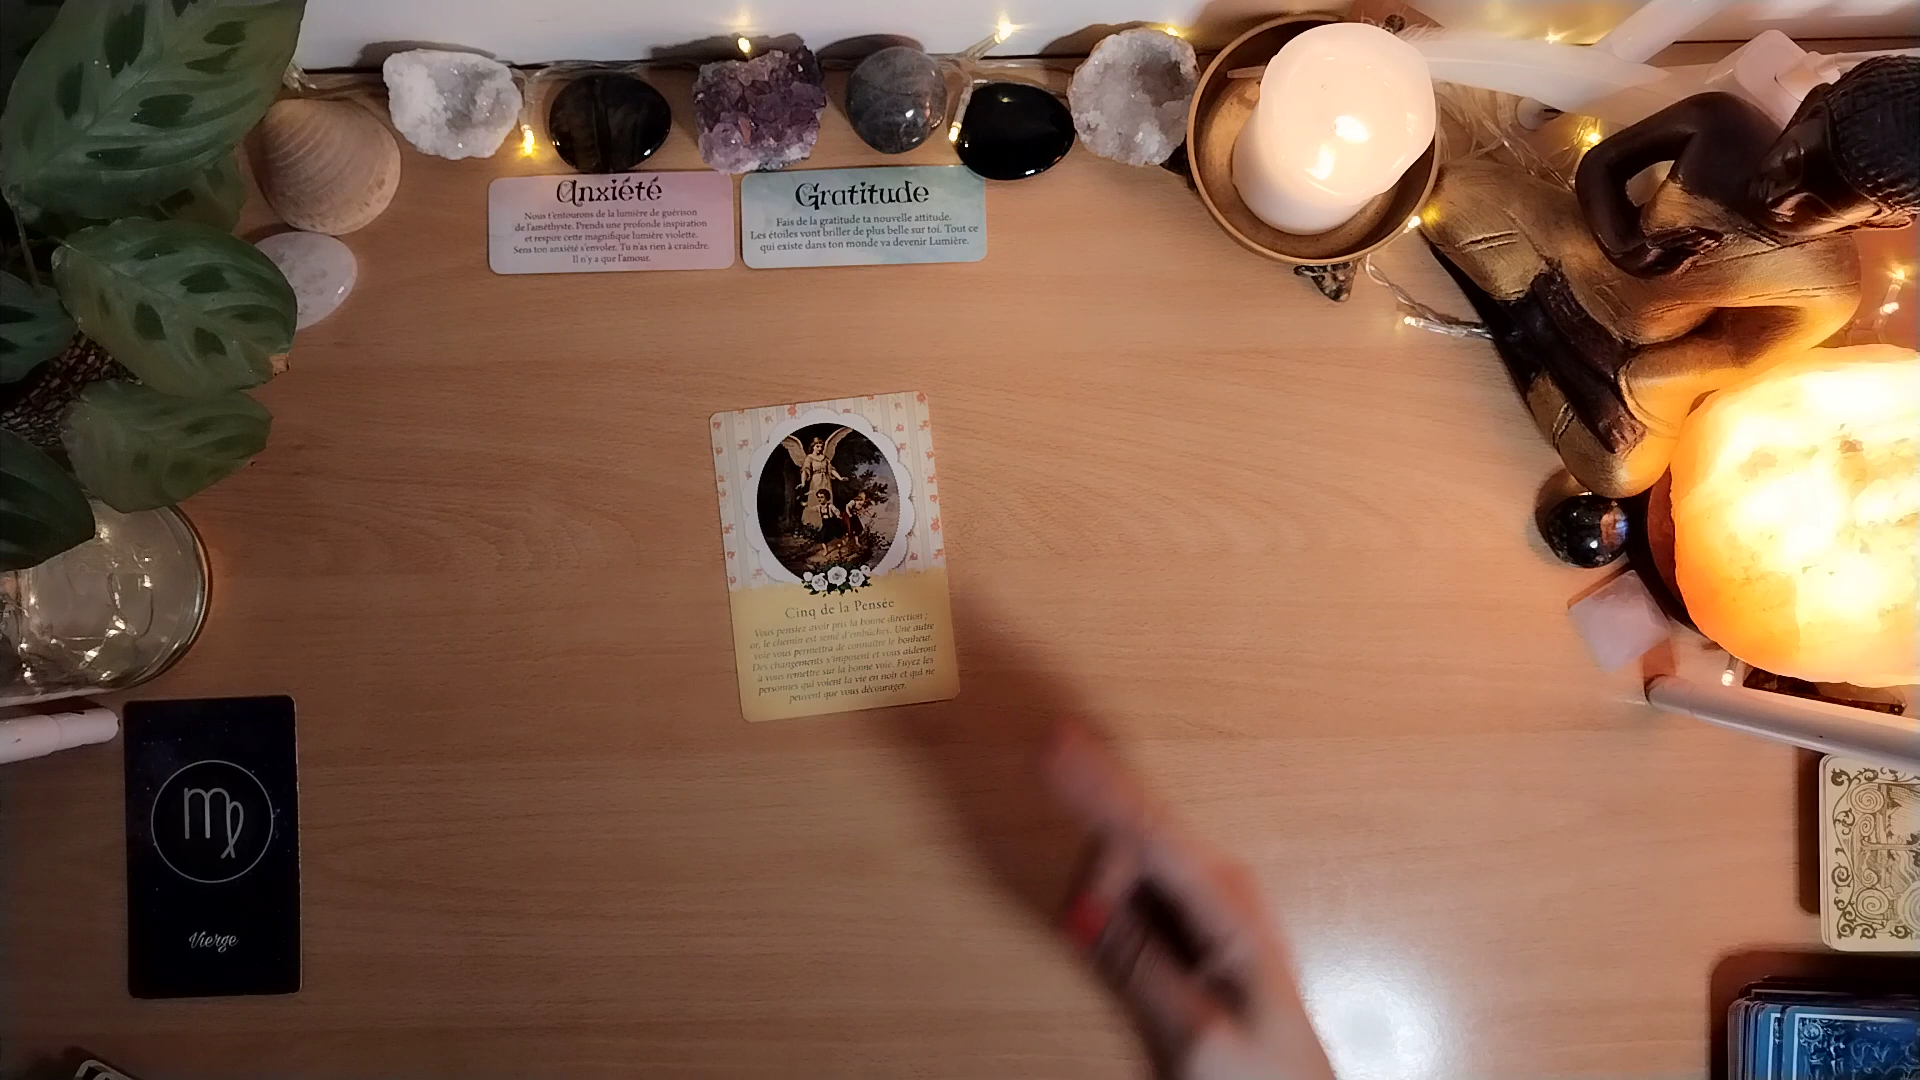 Anxiété
Nous t'entourons de la lumière de guérison
de l'améthyste. Prends une profonde inspiration
et respire cette magnifique lumière violette.
Sens ton anxiété s'envoler. Tu n'as rien à craindre.
Il n'y a que l'amour.
Gratitude
Fais de la gratitude ta nouvelle attitude.
Les étoiles vont briller de plus belle sur toi. Tout ce
qui existe dans ton monde va devenir Lumière.
Cinq de la Pensée
Vous pensiez avoir pris la bonne direction ;
or, le chemin est semé d'embûches. Une autre
voie vous permettra de connaître le bonheur.
Des changements s'imposent et vous aideront
à vous remettre sur la bonne voie. Fuyez les
personnes qui voient la vie en noir et qui ne
peuvent que vous décourager.
Vierge